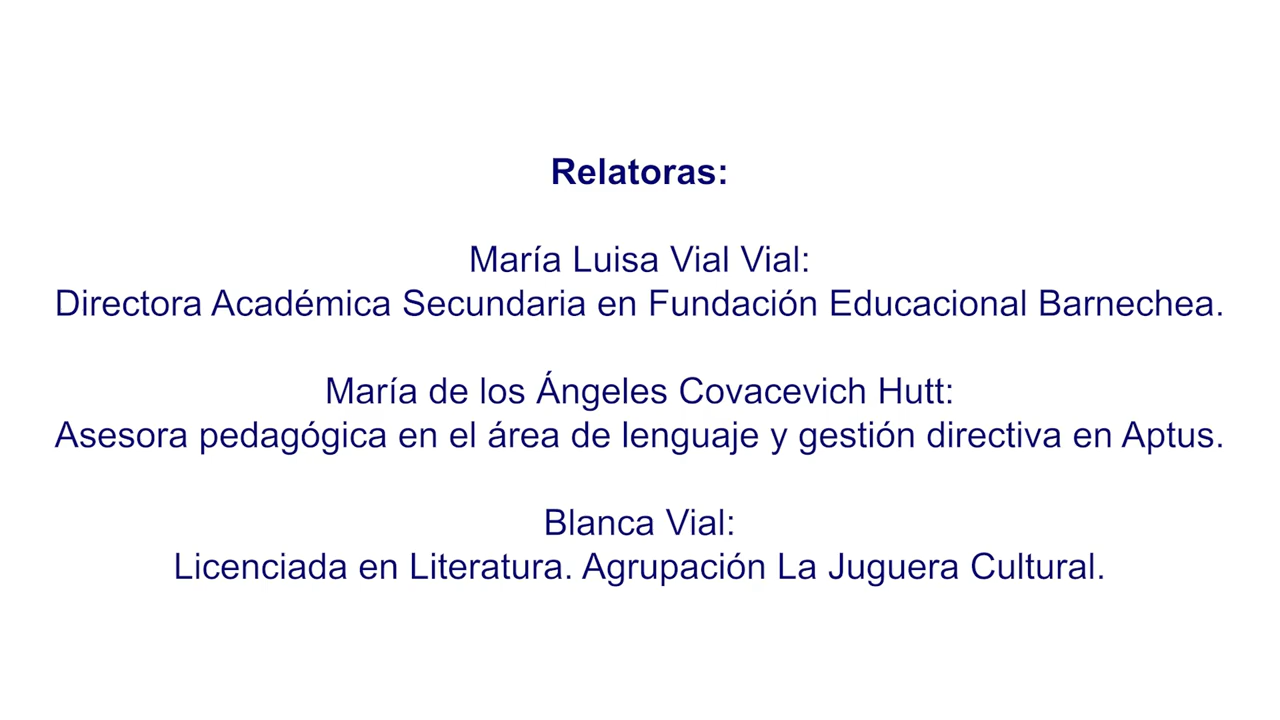 Relatoras:
María Luisa Vial Vial:
Directora Académica Secundaria en Fundación Educacional Barnechea.
María de los Ángeles Covacevich Hutt:
Asesora pedagógica en el área de lenguaje y gestión directiva en Aptus.
Blanca Vial:
Licenciada en Literatura. Agrupación La Juguera Cultural.